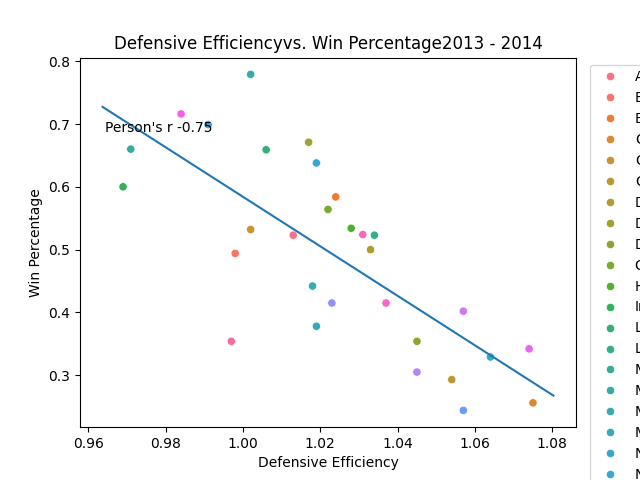 Defensive Efficiencyvs. Win Percentage2013 - 2014
0.8
0.7
0.6
0.5
0.4
0.3
Win Percentage
Person's r -0.75
0.96 0.98 1.00 1.02 1.04 1.06 1.08
Defensive Efficiency